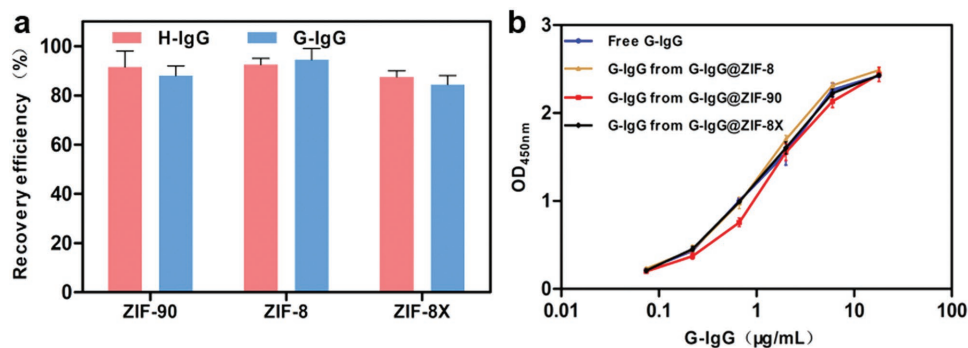 a
H-IgG
G-IgG
Recovery efficiency （%）
100
80
60
40
20
0
ZIF-90
ZIF-8
ZIF-8X
b
Free G-IgG
G-IgG from G-IgG@ZIF-8
G-IgG from G-IgG@ZIF-90
G-IgG from G-IgG@ZIF-8X
OD450nm
3
2
1
0
0.01
0.1
1
10
100
G-IgG（μg/mL）